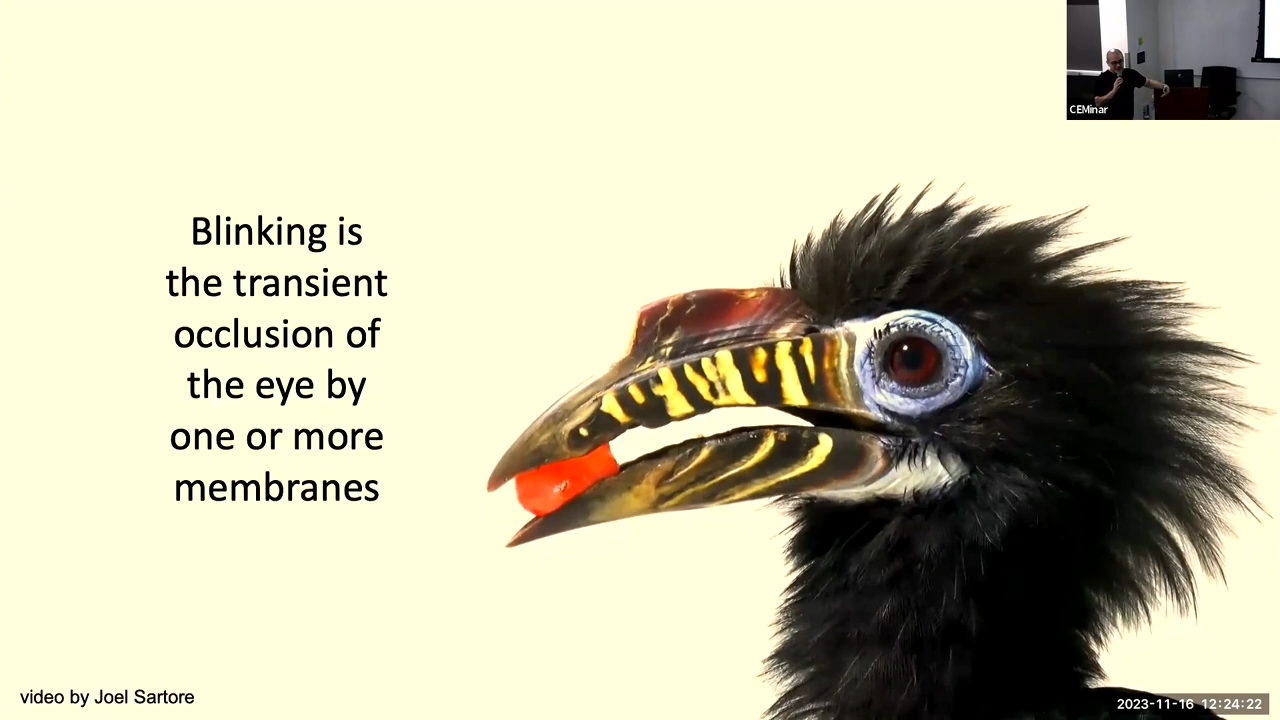 CEMinar
Blinking is
the transient
occlusion of
the eye by
one or more
membranes
video by Joel Sartore
2023-11-16 12:24:22